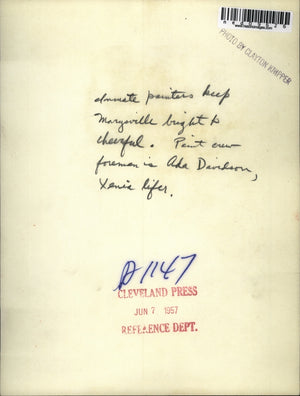 PHOTO BY CLAYTON KNIPPER
inmate painters keep
Marysville bright &
cheerful. Paint crew
foreman is Ada Davidson,
Xenia lifer.
A1147
CLEVELAND PRESS
JUN 7 1957
REFERENCE DEPT.